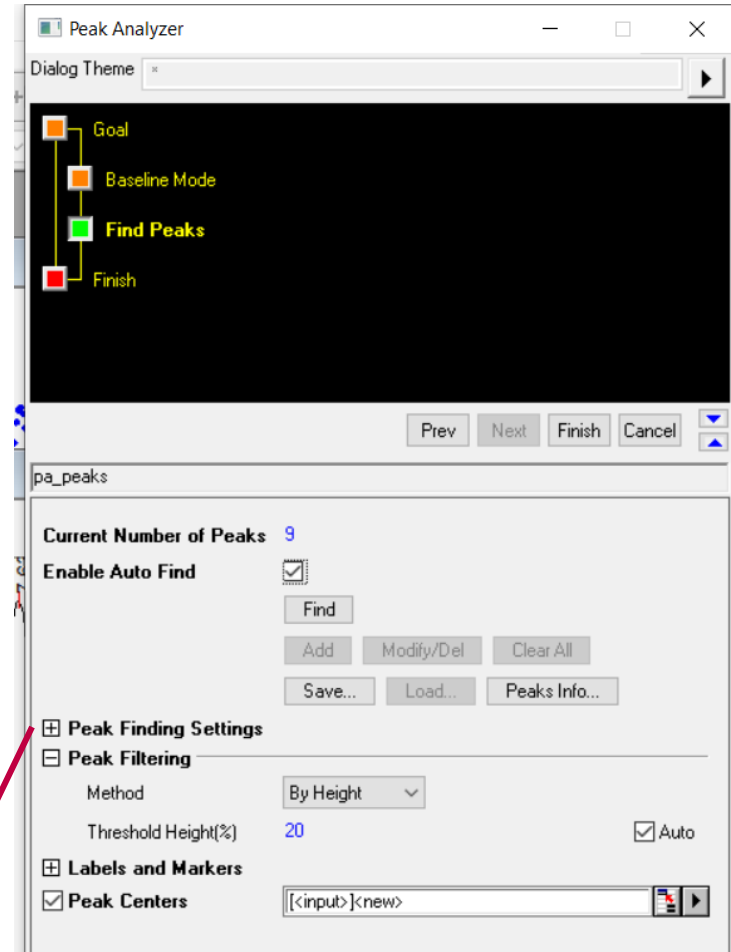 Peak Analyzer
Dialog Theme *
Goal
Baseline Mode
Find Peaks
Finish
Prev Next Finish Cancel
pa_peaks
Current Number of Peaks 9
Enable Auto Find
Find
Add Modify/Del Clear All
Save... Load... Peaks Info...
Peak Finding Settings
Peak Filtering
Method By Height
Threshold Height(%) 20 Auto
Labels and Markers
Peak Centers [<input>]<new>